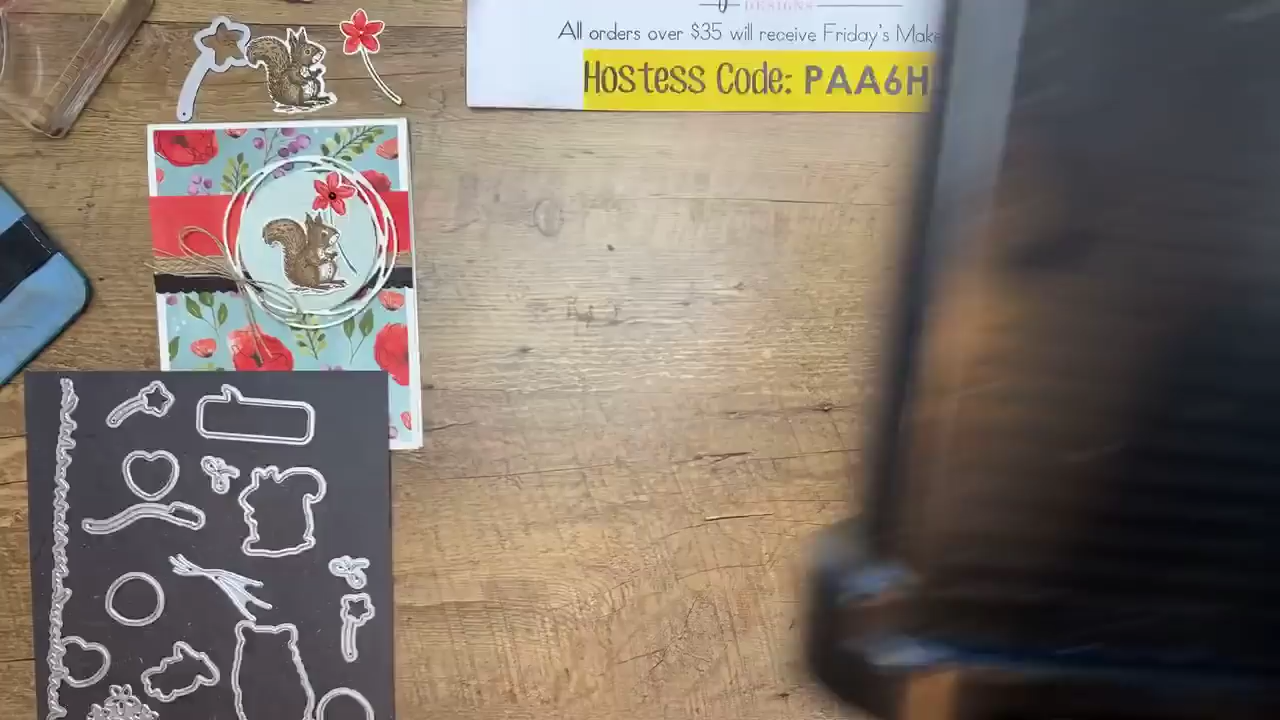 DESIGNS
All orders over $35 will receive Friday's Make
Hostess Code: PAA6H